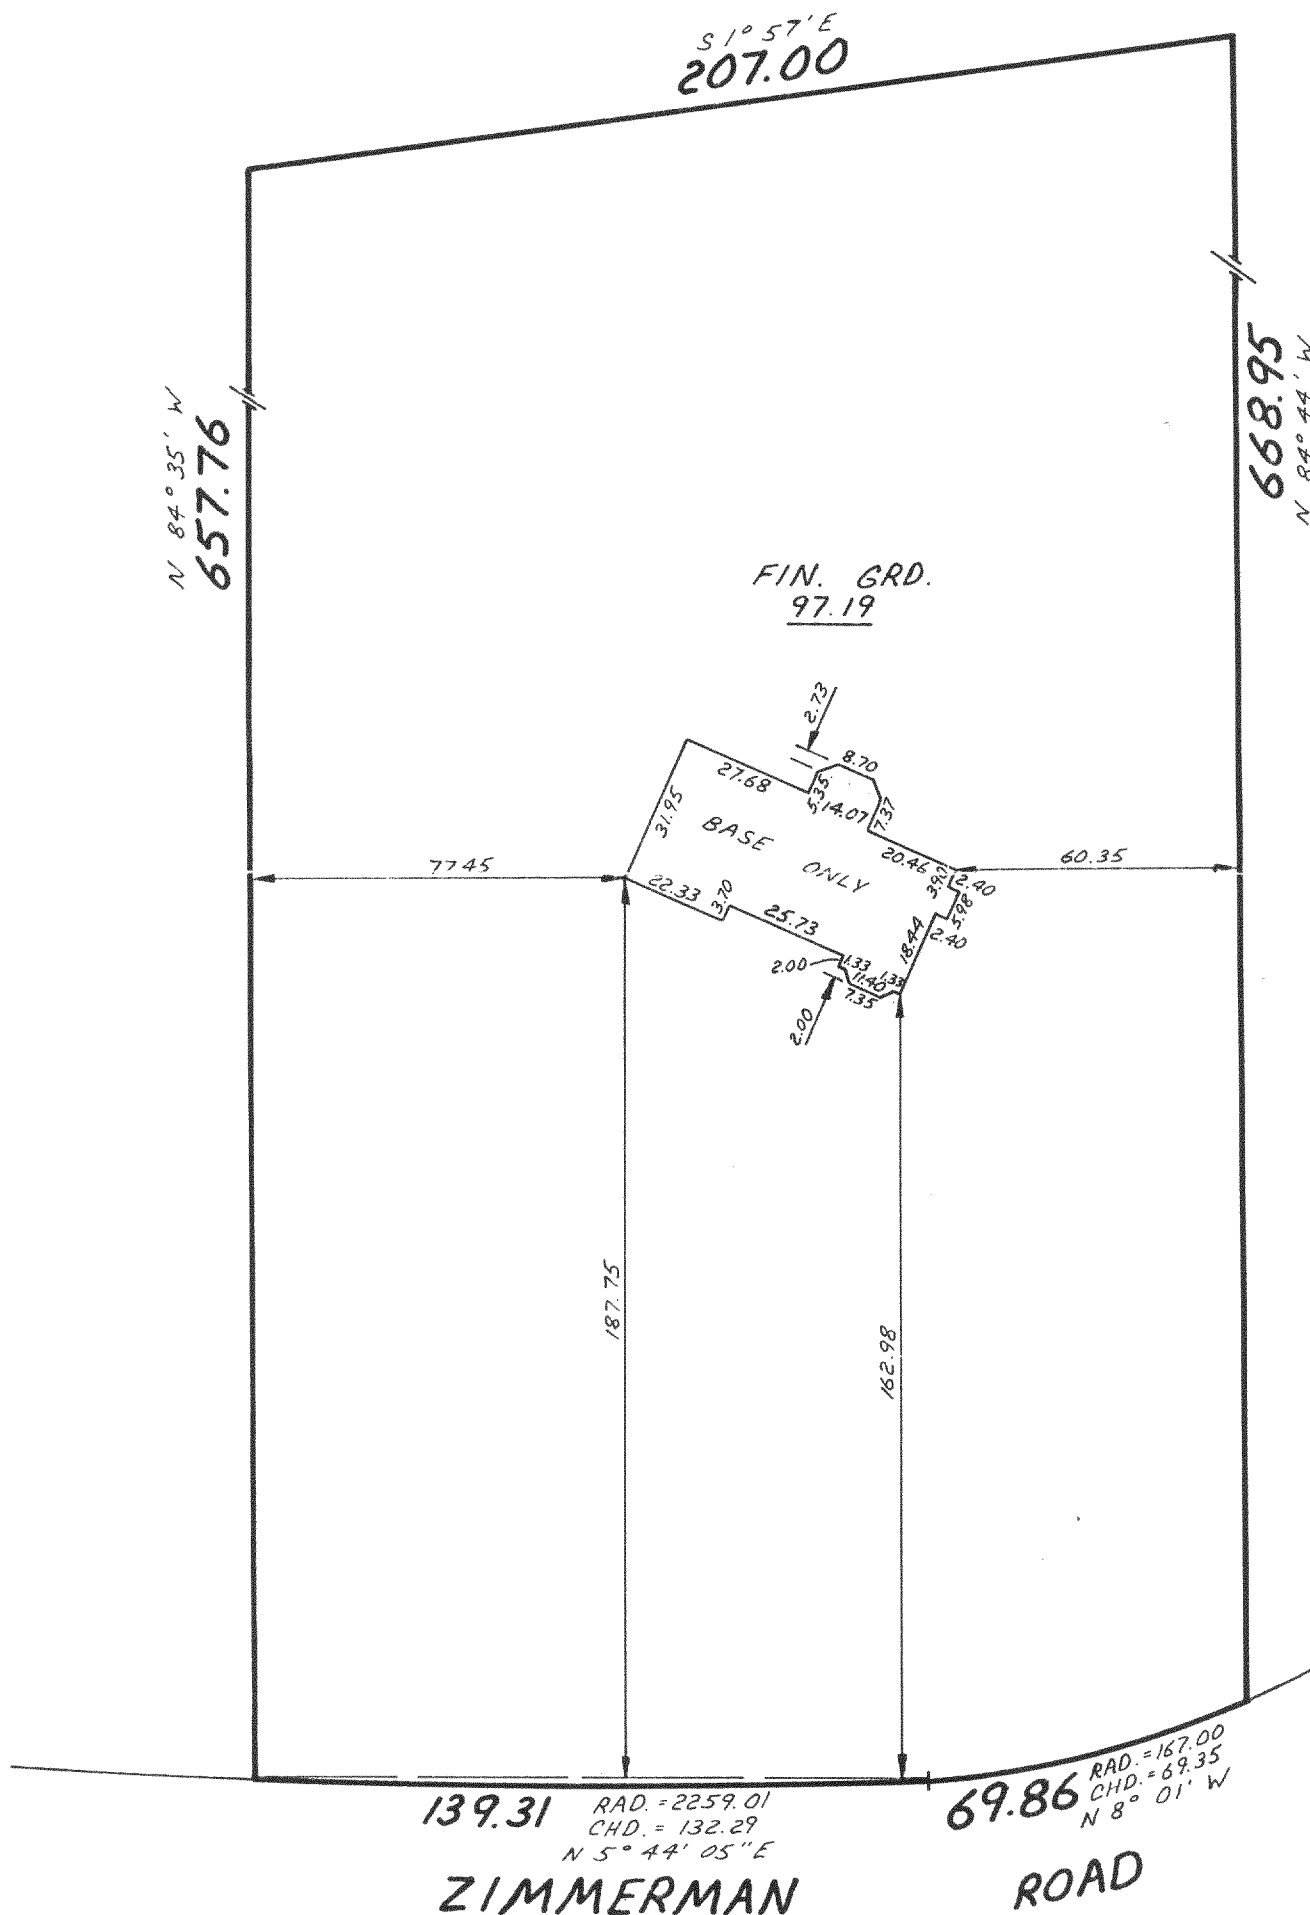 S 1° 57' E
207.00
N 84° 35' W
657.76
668.95
N 84° 44' W
FIN. GRD.
97.19
2.73
8.70
27.68
5.35
14.07
7.37
31.95
BASE
ONLY
20.46
3.97
2.40
5.98
2.40
18.44
77.45
60.35
22.33
3.70
25.73
2.00
1.33
11.40
1.33
7.35
2.00
187.75
162.98
139.31
RAD. = 2259.01
CHD. = 132.29
N 5° 44' 05" E
69.86
RAD. = 167.00
CHD. = 69.35
N 8° 01' W
ZIMMERMAN ROAD